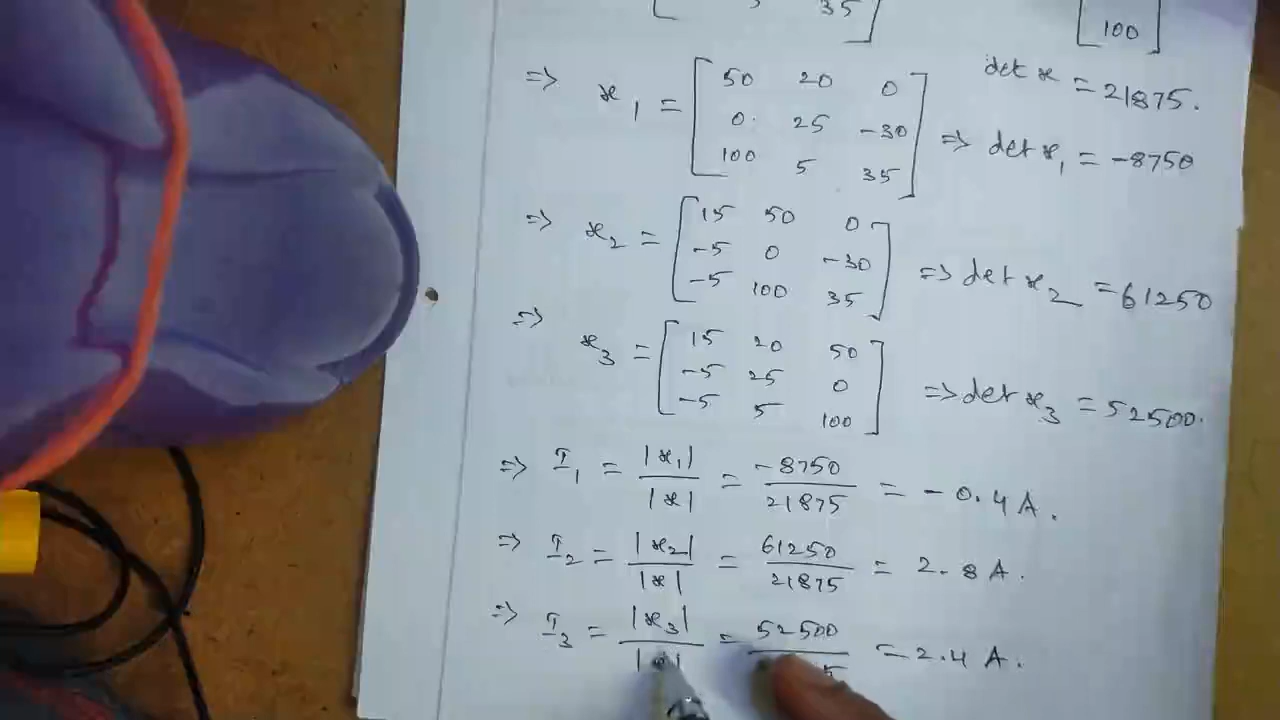 35
100
det x = 21875.
=> x1 = [50 20 0
0 25 -30 => det x1 = -8750
100 5 35]
=> x2 = [15 50 0
-5 0 -30 => det x2 = 61250
-5 100 35]
=> x3 = [15 20 50
-5 25 0 => det x3 = 52500.
-5 5 100]
=> I1 = |x1| / |x| = -8750 / 21875 = -0.4 A.
=> I2 = |x2| / |x| = 61250 / 21875 = 2.8 A.
=> I3 = |x3| = 52500 = 2.4 A.